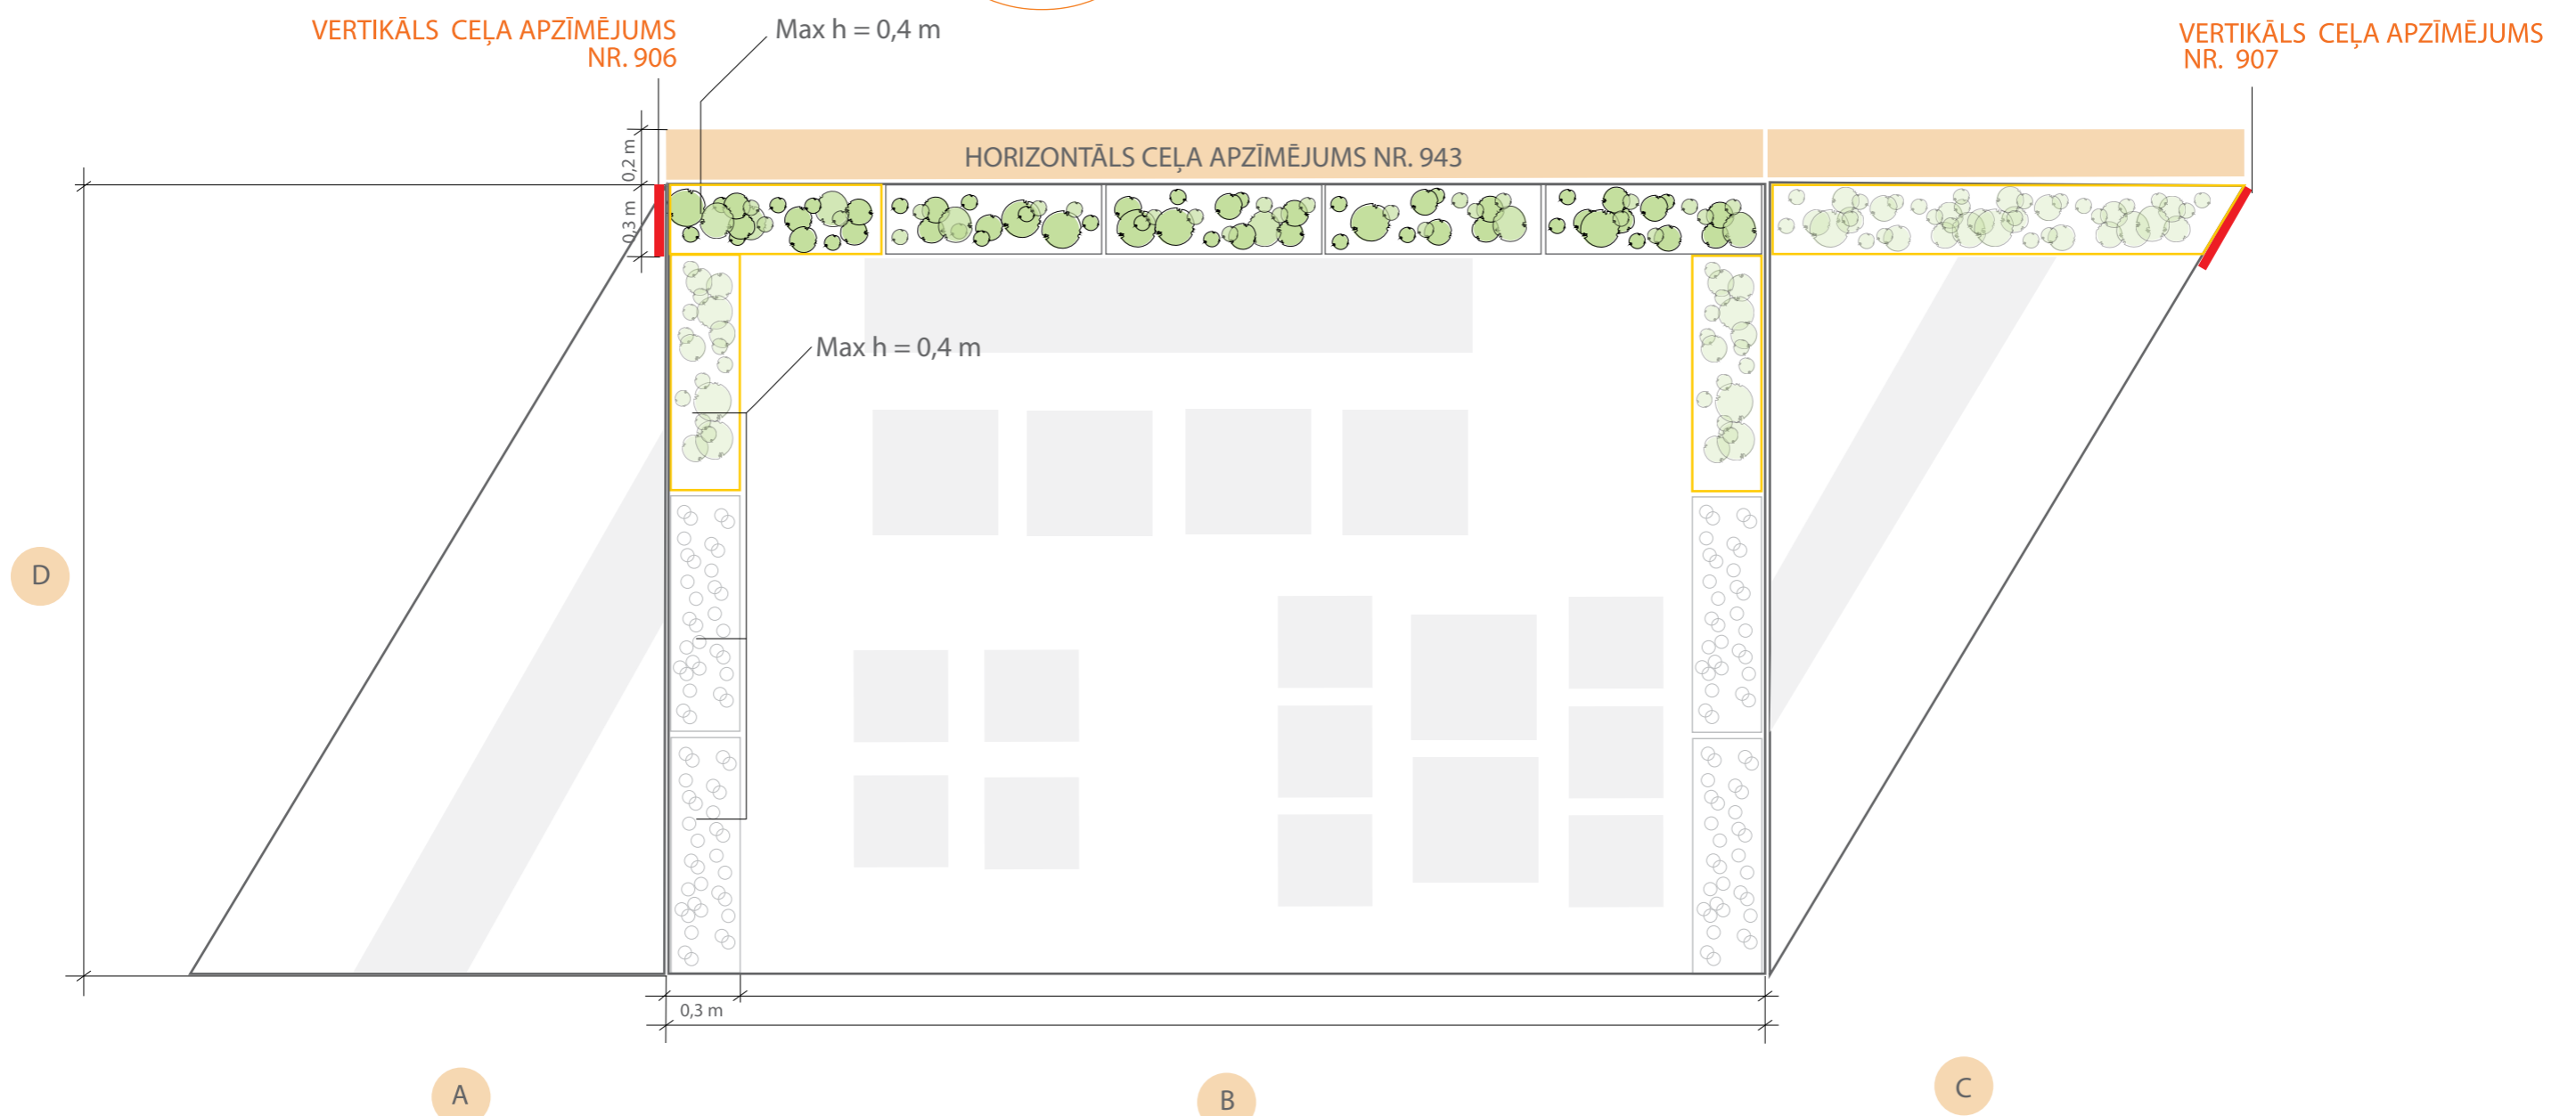 VERTIKĀLS CEĻA APZĪMĒJUMS
NR. 906
Max h = 0,4 m
VERTIKĀLS CEĻA APZĪMĒJUMS
NR. 907
0,2 m
HORIZONTĀLS CEĻA APZĪMĒJUMS NR. 943
0,3 m
Max h = 0,4 m
D
0,3 m
A
B
C